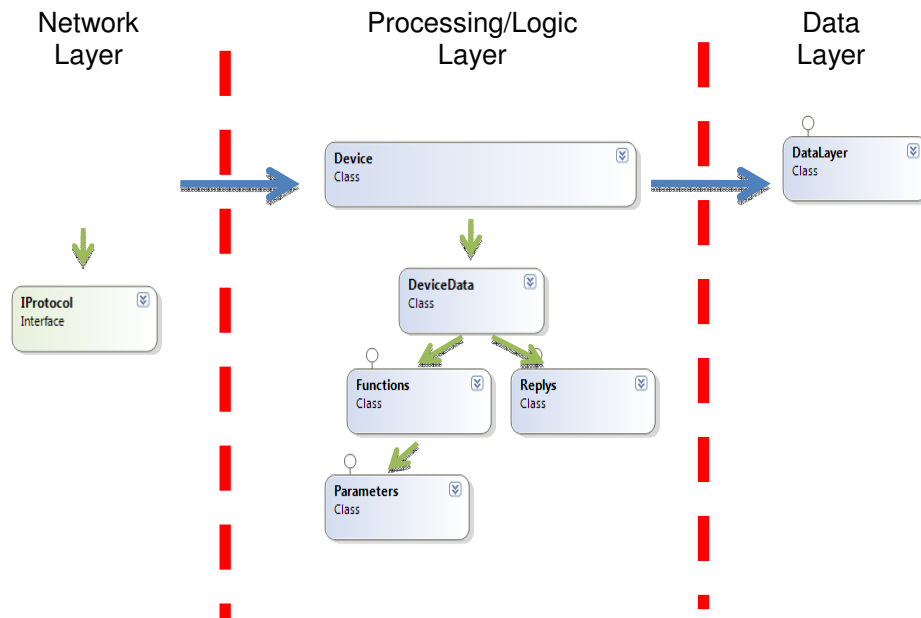 Network
Layer
Processing/Logic
Layer
Data
Layer
Device
Class
DataLayer
Class
DeviceData
Class
IProtocol
Interface
Functions
Class
Replys
Class
Parameters
Class